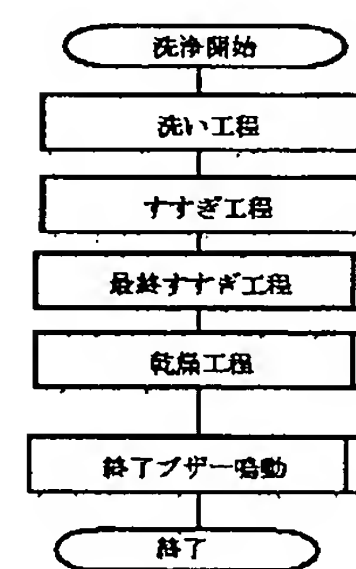 洗浄開始
洗い工程
すすぎ工程
最終すすぎ工程
乾燥工程
終了ブザー鳴動
終了